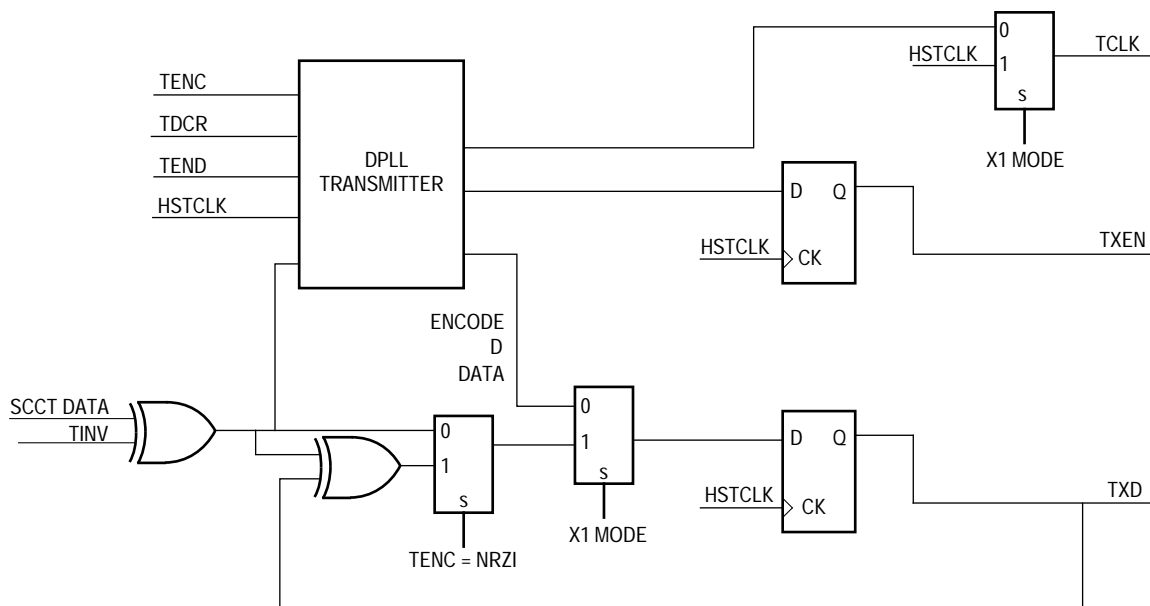 0
TCLK
HSTCLK
1
s
X1 MODE
TENC
TDCR
TEND
HSTCLK
DPLL
TRANSMITTER
D Q
HSTCLK
CK
TXEN
ENCODE
D
DATA
SCCT DATA
TINV
0
1
s
TENC = NRZI
0
1
s
X1 MODE
D Q
HSTCLK
CK
TXD